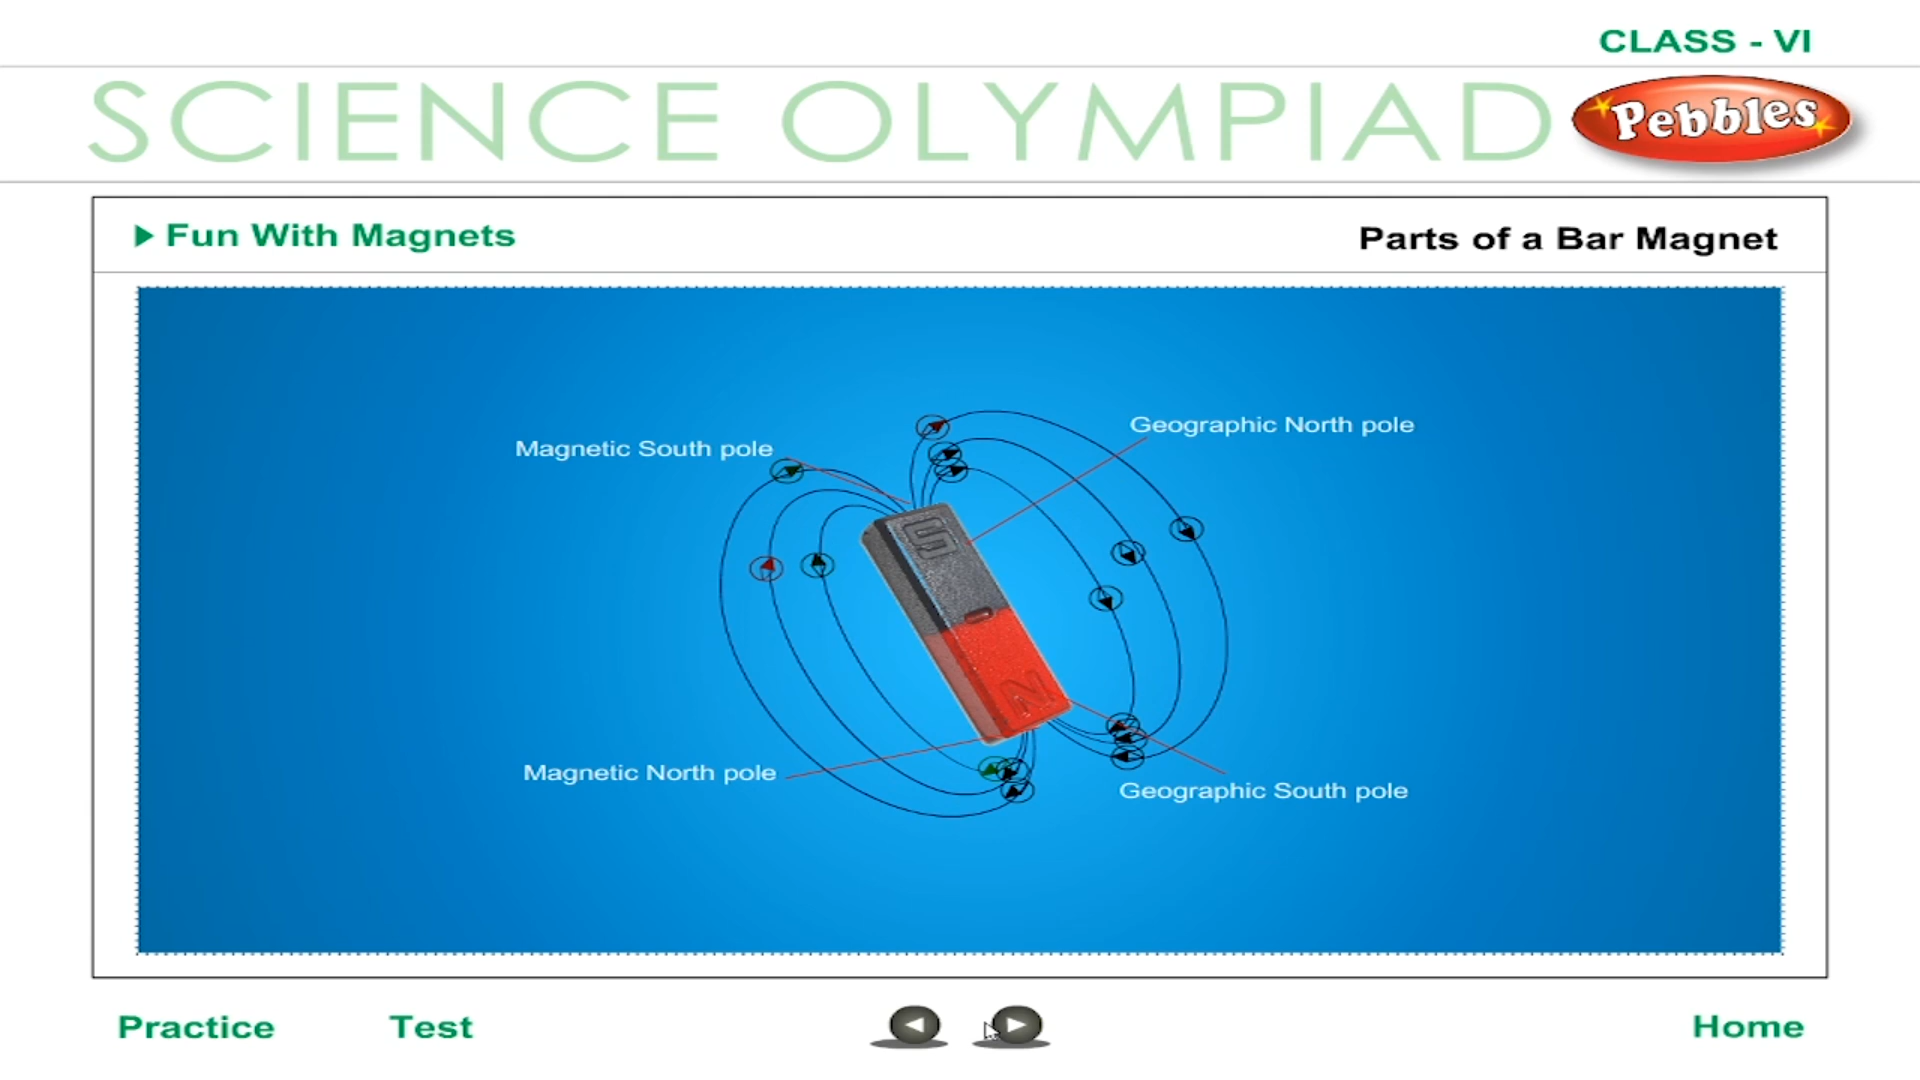 CLASS - VI
SCIENCE OLYMPIAD
Pebbles
Fun With Magnets
Parts of a Bar Magnet
Geographic North pole
Magnetic South pole
S
N
Magnetic North pole
Geographic South pole
Practice
Test
Home